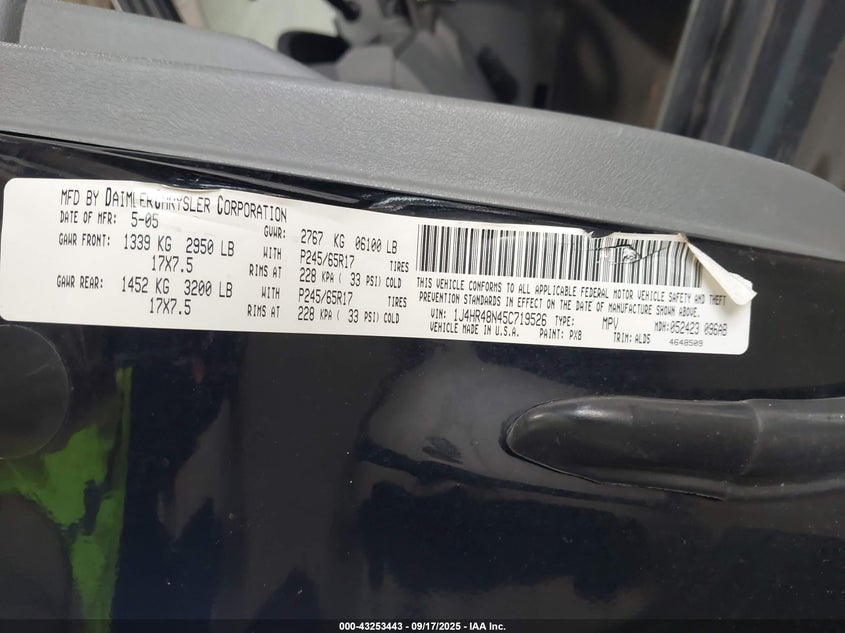 MFD BY DAIMLERCHRYSLER CORPORATION
DATE OF MFR: 5-05 GVWR: 2767 KG 06100 LB
GAWR FRONT: 1339 KG 2950 LB WITH P245/65R17 TIRES
17X7.5 RIMS AT 228 KPA ( 33 PSI) COLD
GAWR REAR: 1452 KG 3200 LB WITH P245/65R17 TIRES
17X7.5 RIMS AT 228 KPA ( 33 PSI) COLD
THIS VEHICLE CONFORMS TO ALL APPLICABLE FEDERAL MOTOR VEHICLE SAFETY AND THEFT
PREVENTION STANDARDS IN EFFECT ON THE DATE OF MANUFACTURE SHOWN ABOVE.
VIN: 1J4HR48N45C719526 TYPE: MPV MDH: 052423 096AB
VEHICLE MADE IN U.S.A. PAINT: PX8 TRIM: ALD5 4648509
000-43253443 - 09/17/2025 - IAA Inc.